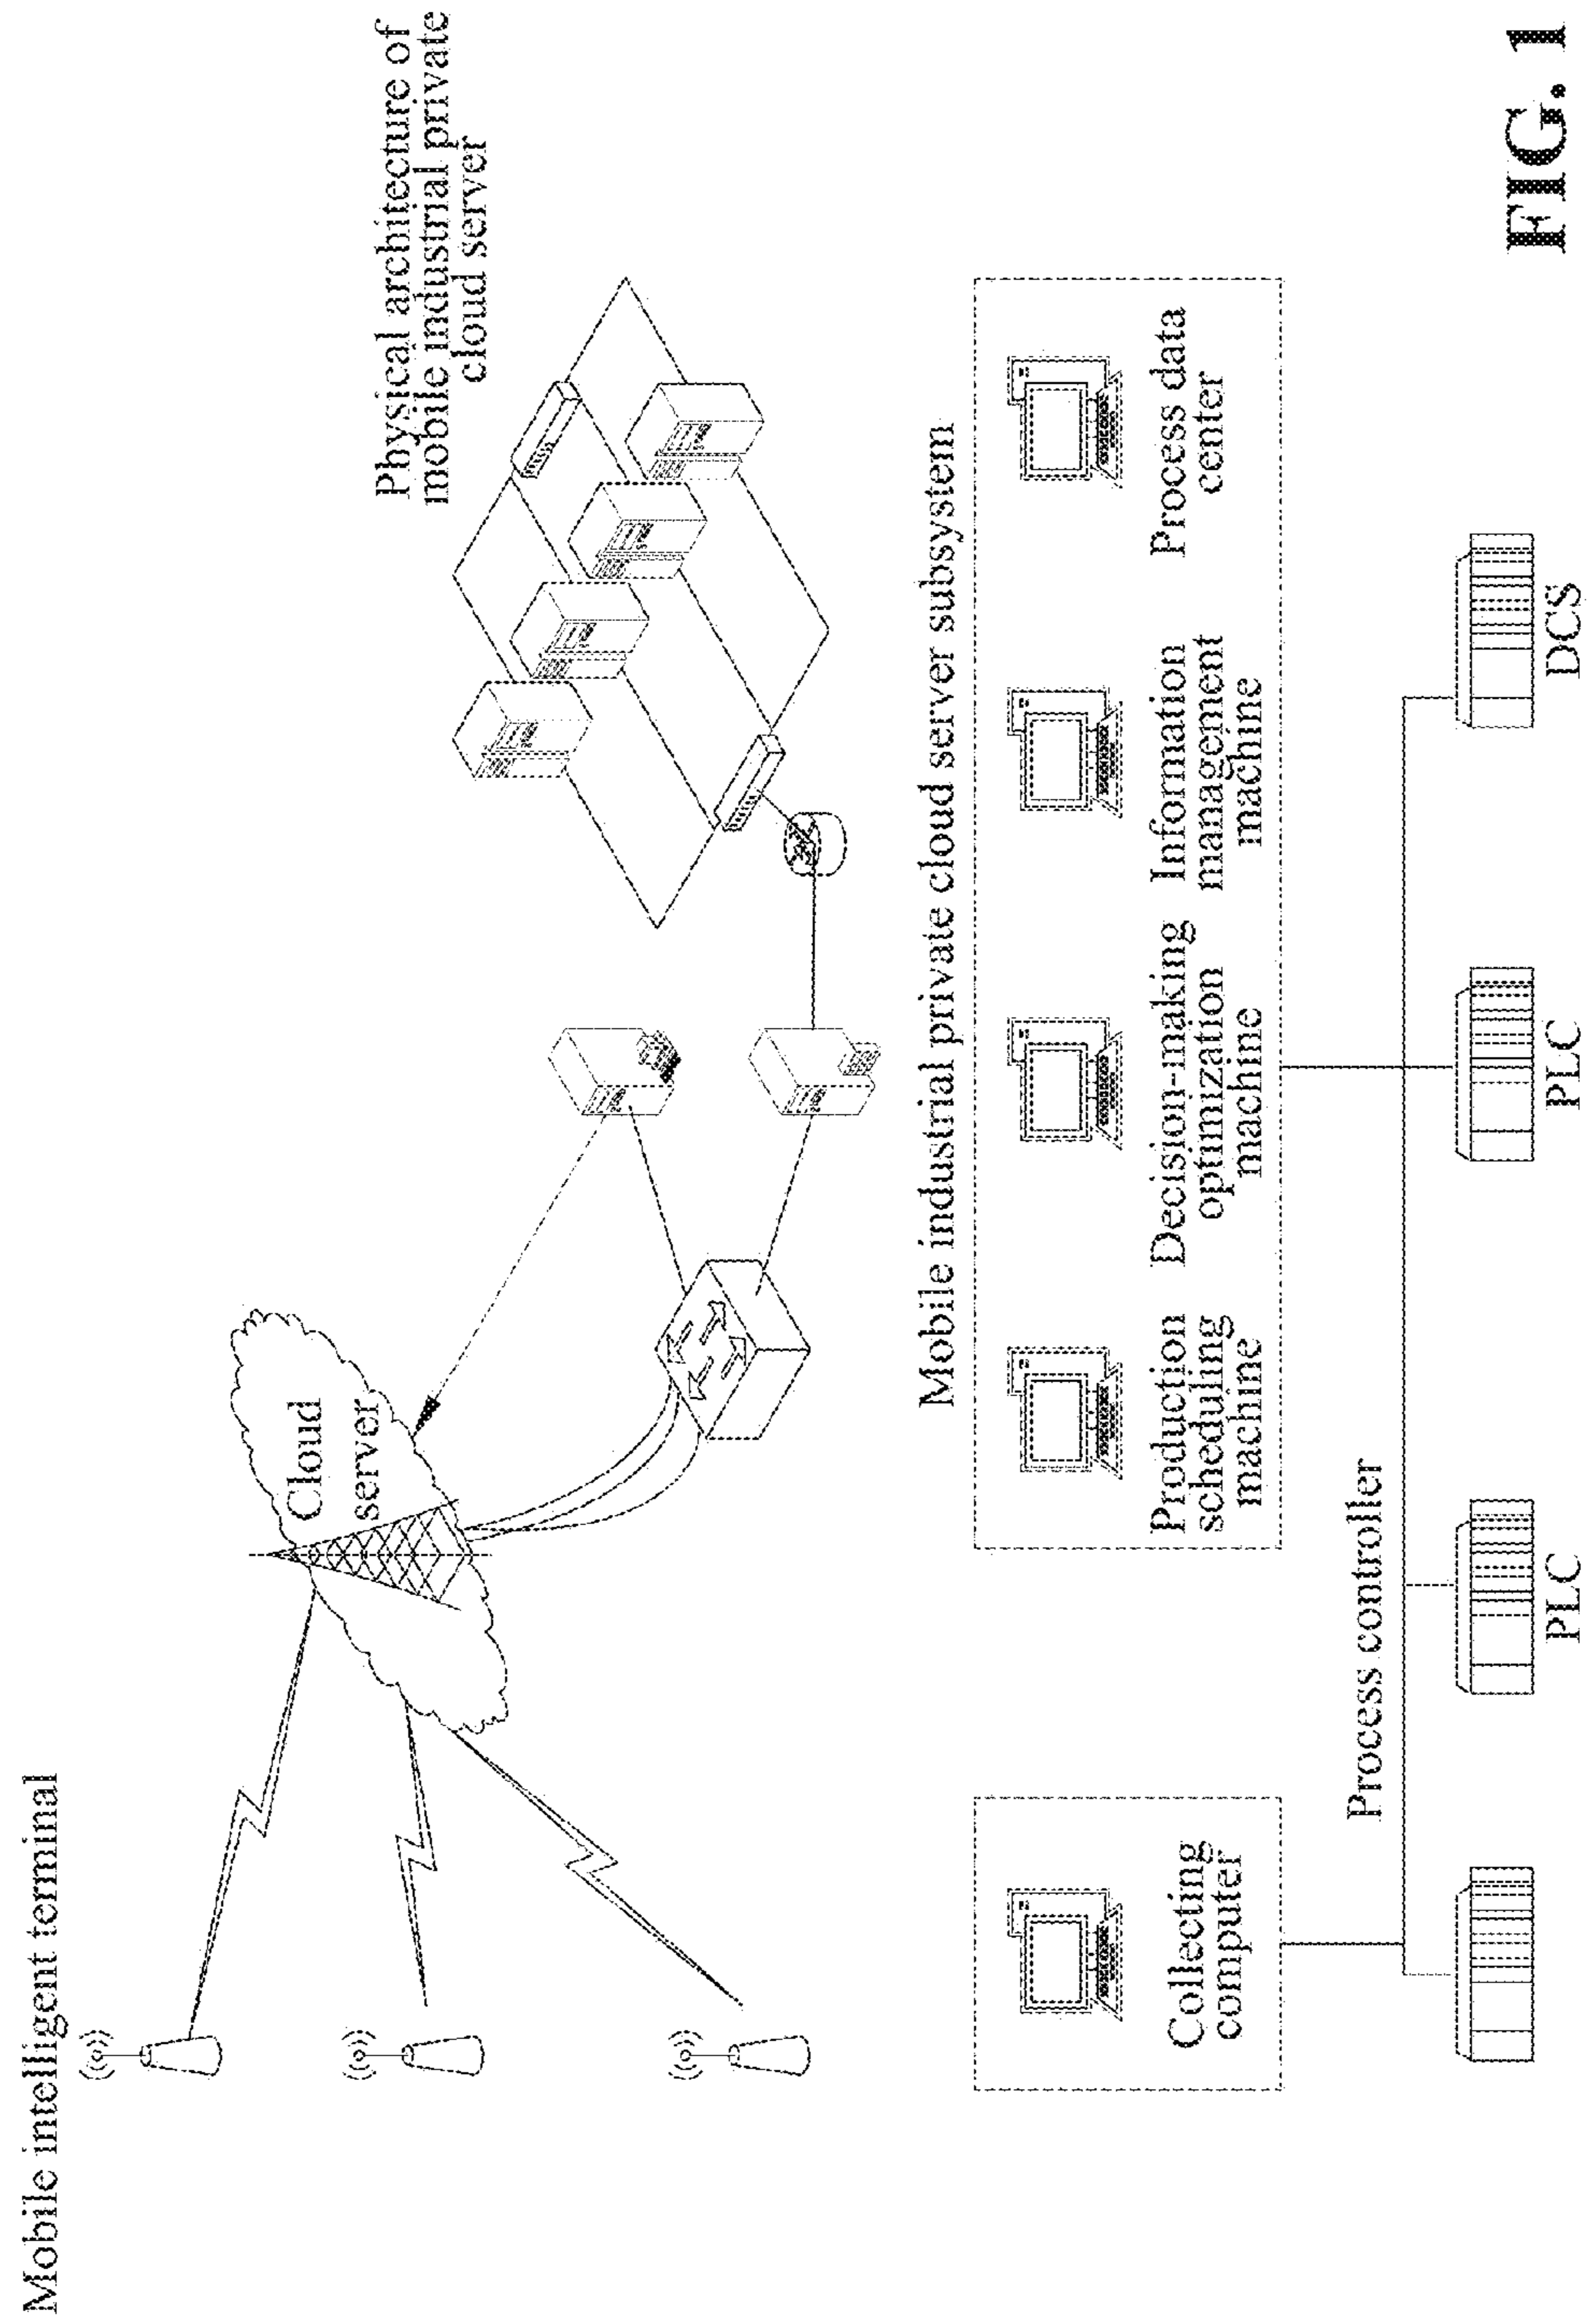 Mobile intelligent terminal
Physical architecture of
mobile industrial private
cloud server
Cloud
server
Mobile industrial private cloud server subsystem
Collecting
computer
Production
scheduling
machine
Decision-making
optimization
machine
Information
management
machine
Process data
center
Process controller
PLC
PLC
DCS
FIG. 1